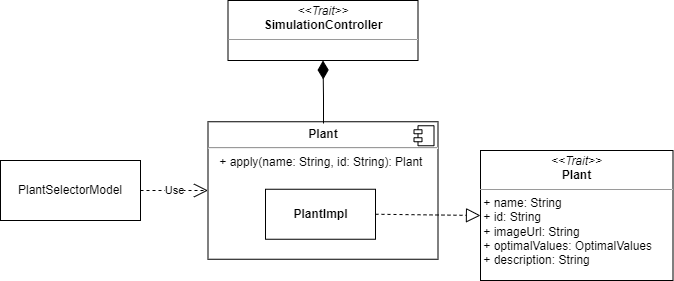 <<Trait>>
SimulationController
Plant
+ apply(name: String, id: String): Plant
PlantImpl
PlantSelectorModel
Use
<<Trait>>
Plant
+ name: String
+ id: String
+ imageUrl: String
+ optimalValues: OptimalValues
+ description: String